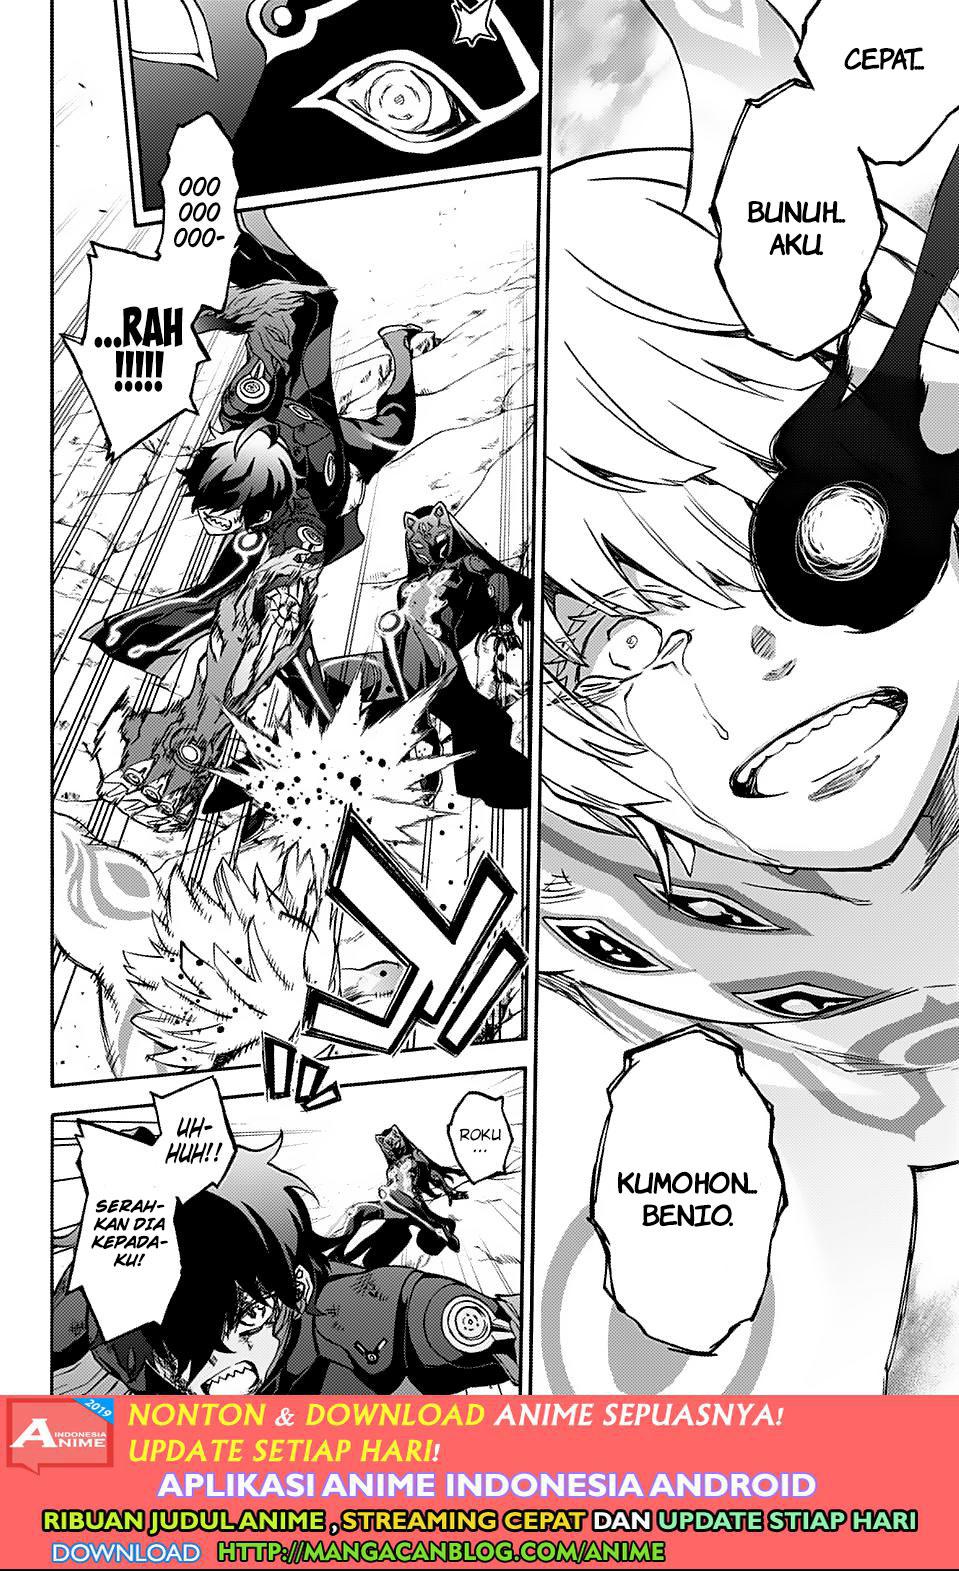 CEPAT...
BUNUH..
AKU.
KUMOHON...
BENIO.
OOO
OOO
OOO-
...RAH
!!!!!
ROKU
...
UH-
HUH!!
SERAH-
KAN DIA
KEPADA-
KU!
2019
INDONESIA
ANIME
NONTON & DOWNLOAD ANIME SEPUASNYA!
UPDATE SETIAP HARI!
APLIKASI ANIME INDONESIA ANDROID
RIBUAN JUDUL ANIME , STREAMING CEPAT DAN UPDATE STIAP HARI
DOWNLOAD HTTP://MANGACANBLOG.COM/ANIME